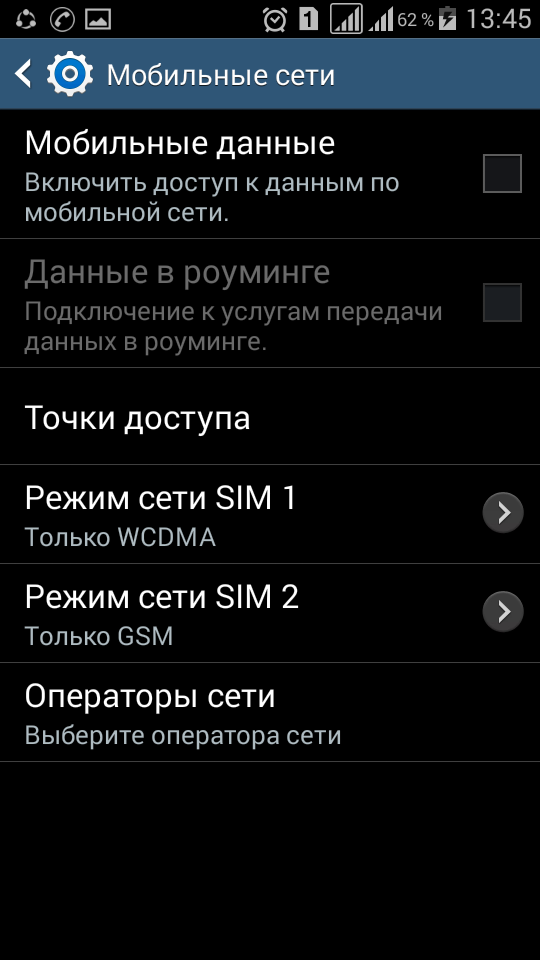 1 62 % 13:45
Мобильные сети
Мобильные данные
Включить доступ к данным по
мобильной сети.
Данные в роуминге
Подключение к услугам передачи
данных в роуминге.
Точки доступа
Режим сети SIM 1
Только WCDMA
Режим сети SIM 2
Только GSM
Операторы сети
Выберите оператора сети